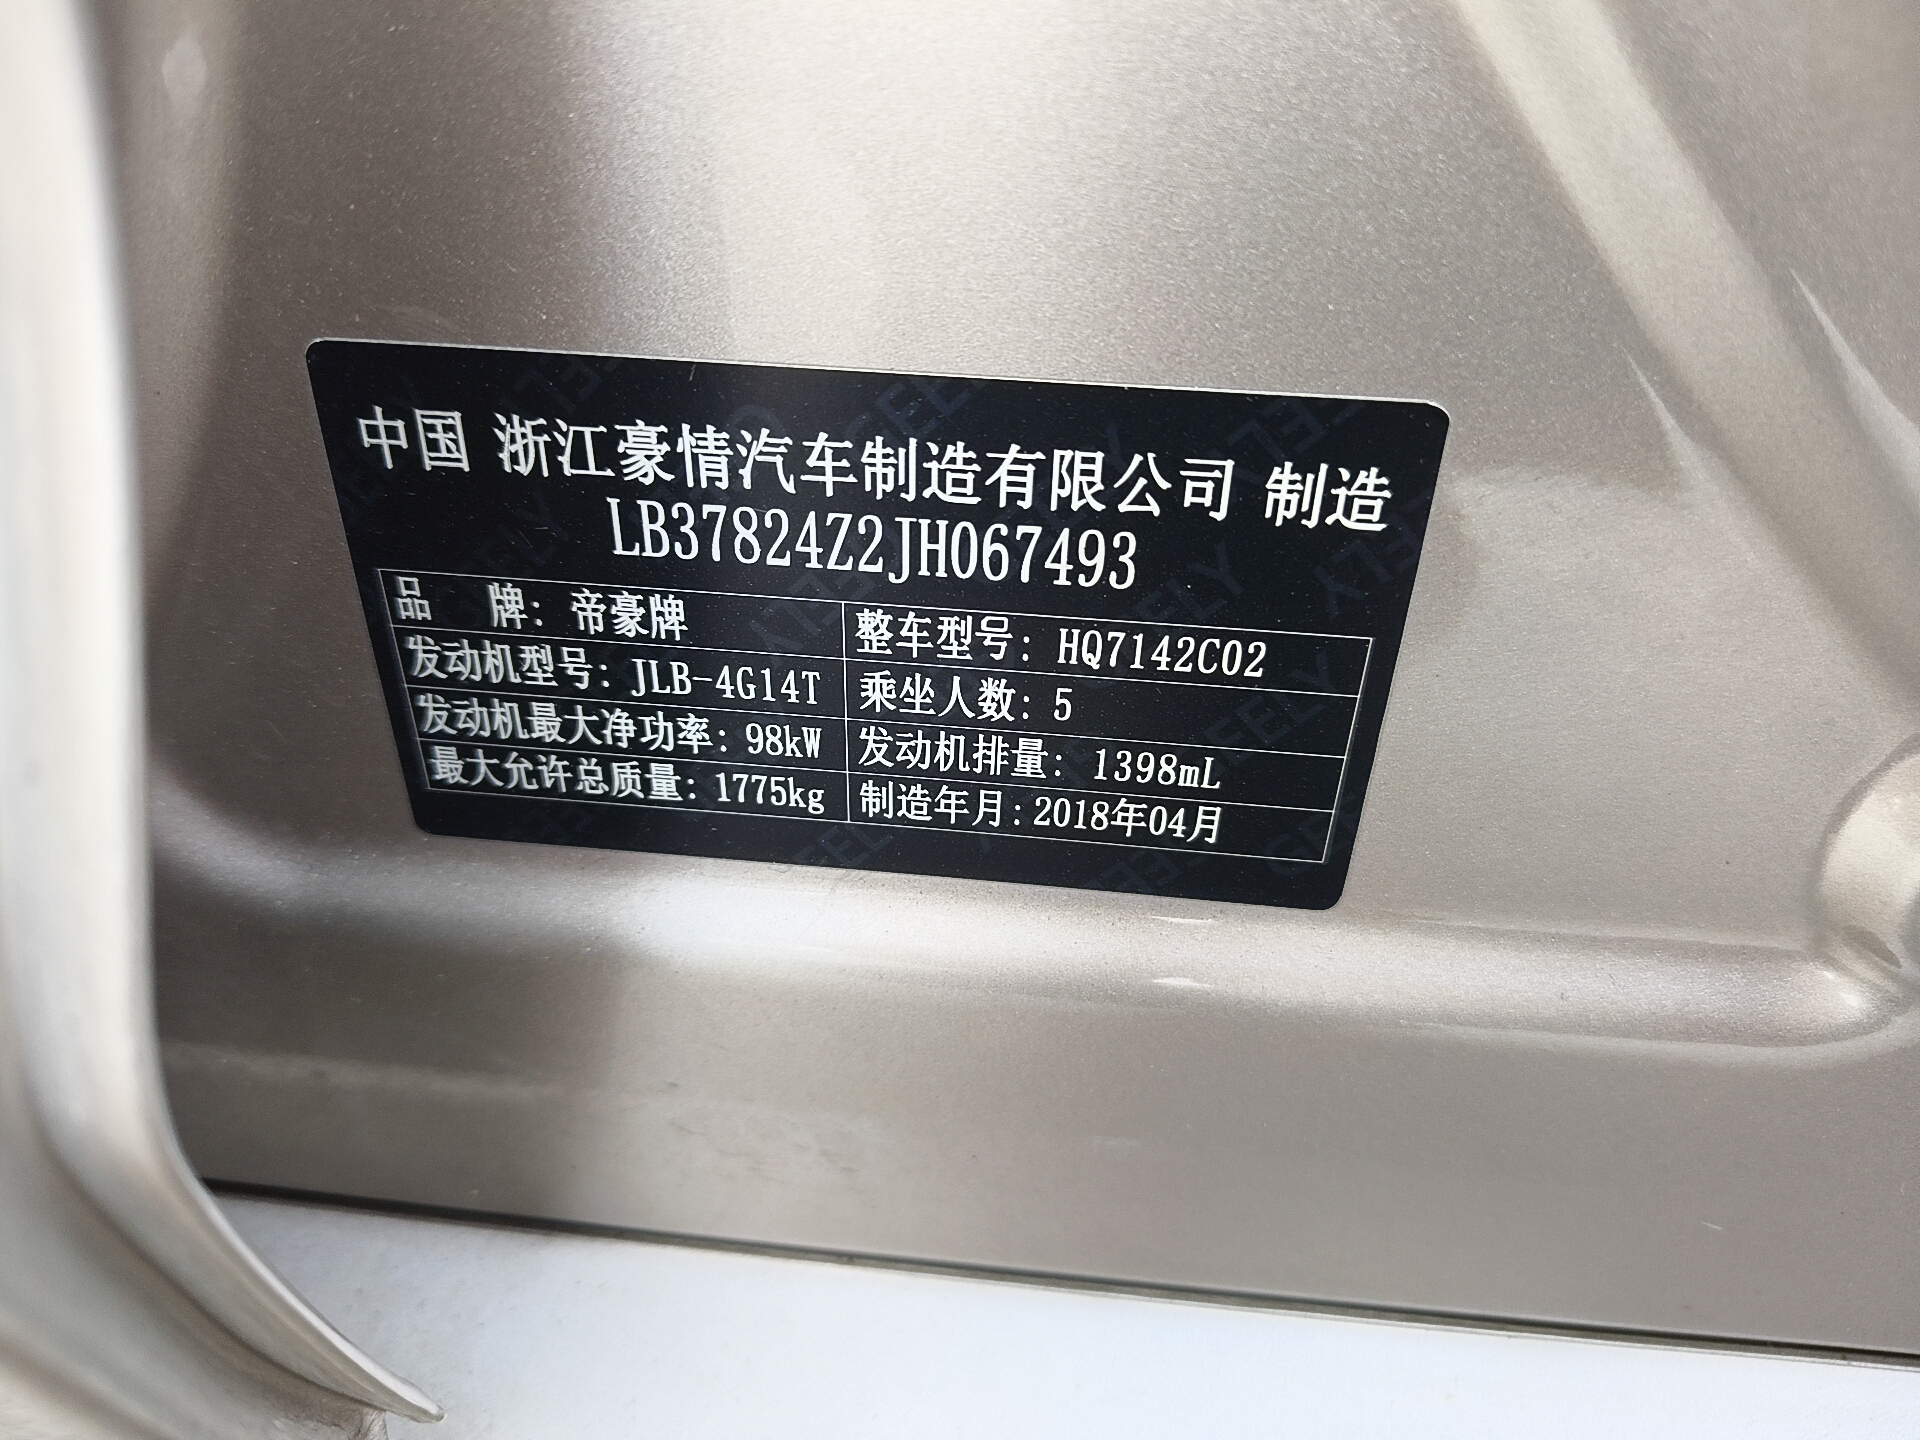 中国 浙江豪情汽车制造有限公司 制造
LB37824Z2JH067493
品 牌：帝豪牌 整车型号：HQ7142C02
发动机型号：JLB-4G14T 乘坐人数：5
发动机最大净功率：98kW 发动机排量：1398mL
最大允许总质量：1775kg 制造年月：2018年04月